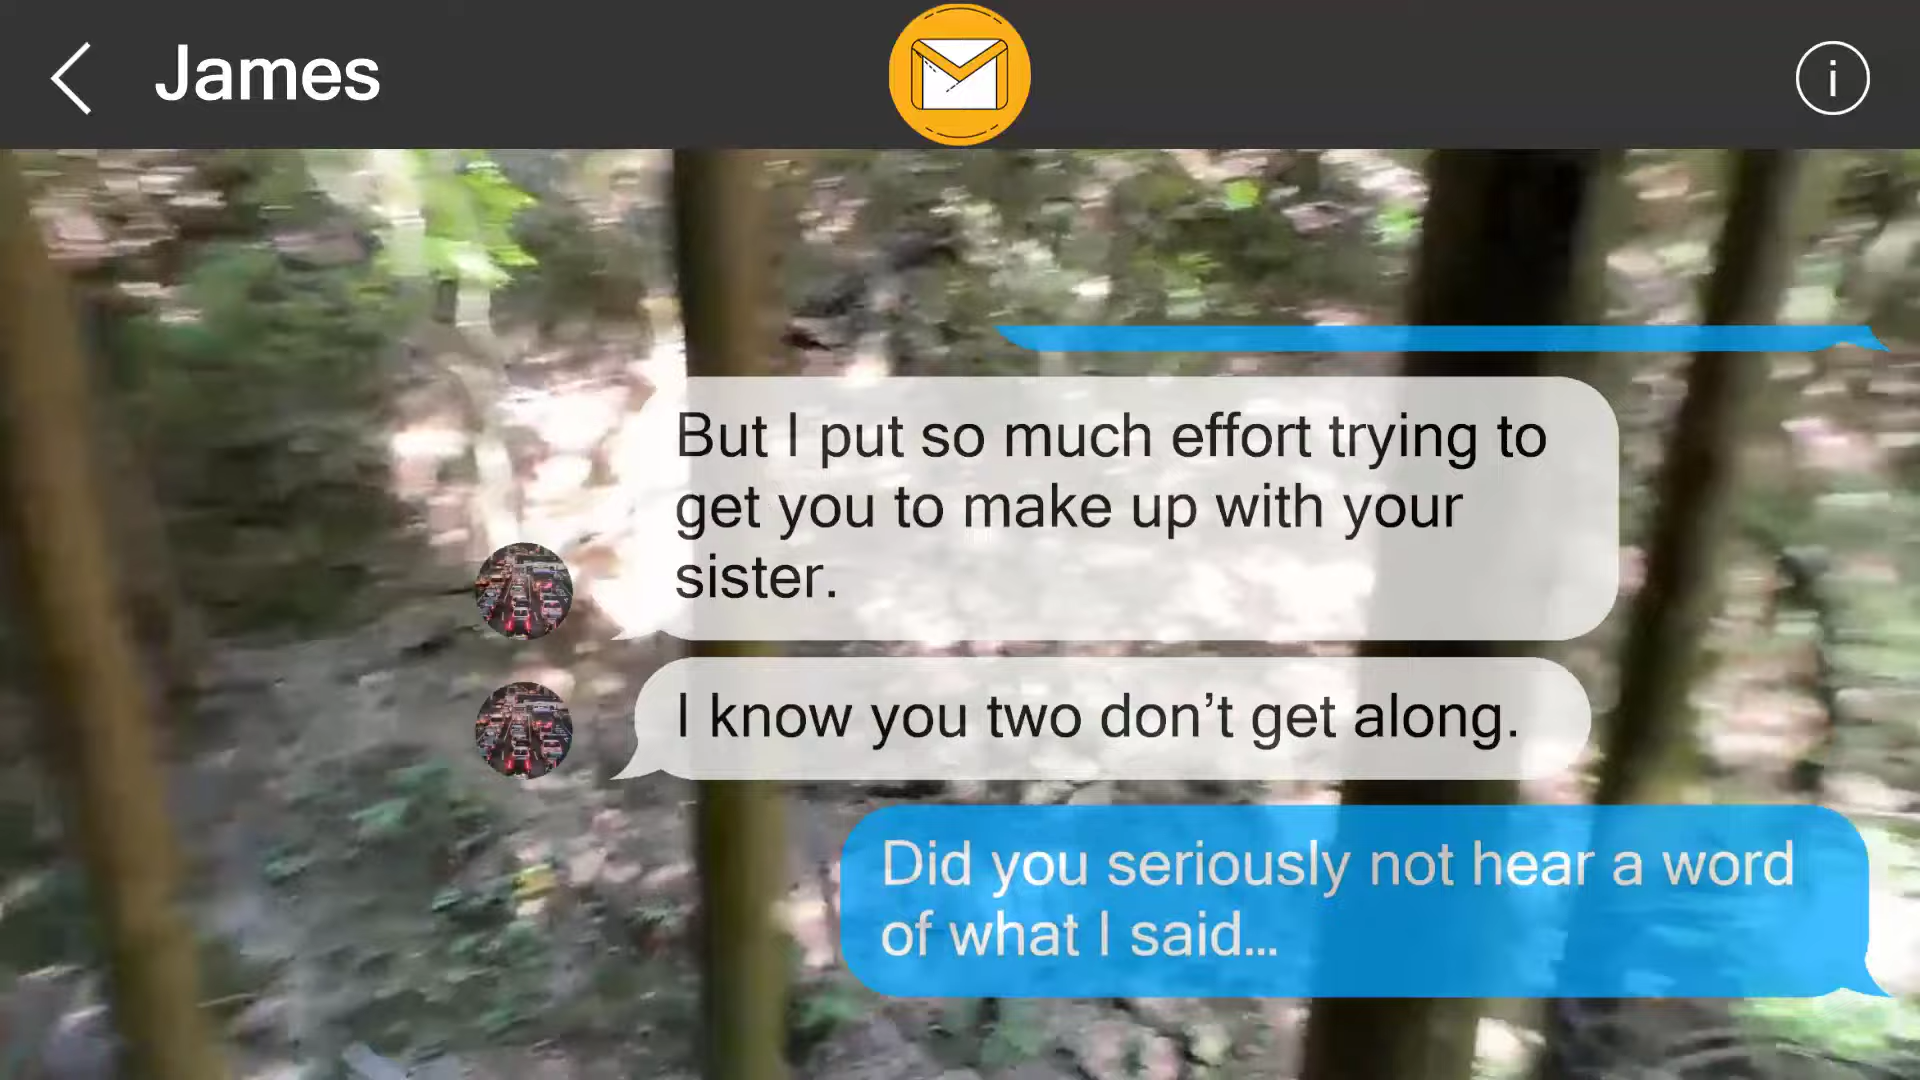 James
i
But I put so much effort trying to
get you to make up with your
sister.
I know you two don’t get along.
Did you seriously not hear a word
of what I said...